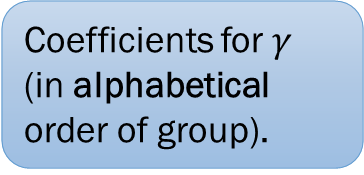 Coefficients for γ
(in alphabetical
order of group).